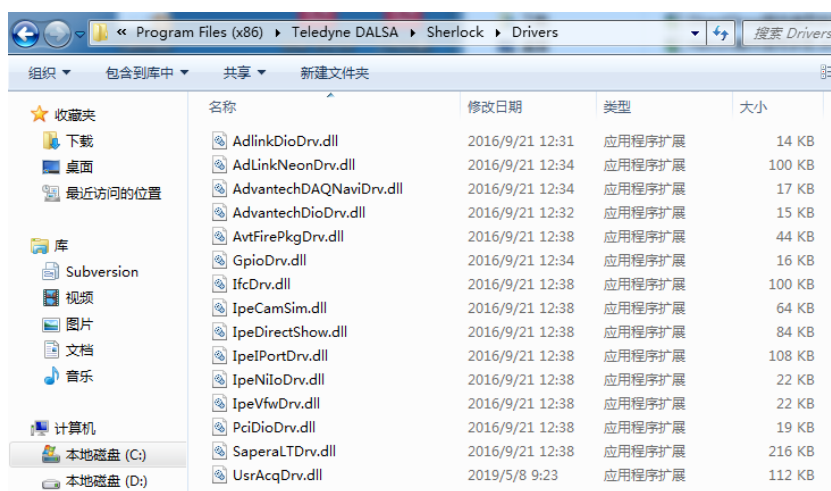 « Program Files (x86) ▸ Teledyne DALSA ▸ Sherlock ▸ Drivers
搜索 Drivers
组织 包含到库中 共享 新建文件夹
名称 修改日期 类型 大小
收藏夹
下载
桌面
最近访问的位置
库
Subversion
视频
图片
文档
音乐
计算机
本地磁盘 (C:)
本地磁盘 (D:)
AdlinkDioDrv.dll 2016/9/21 12:31 应用程序扩展 14 KB
AdLinkNeonDrv.dll 2016/9/21 12:34 应用程序扩展 100 KB
AdvantechDAQNaviDrv.dll 2016/9/21 12:34 应用程序扩展 17 KB
AdvantechDioDrv.dll 2016/9/21 12:32 应用程序扩展 15 KB
AvtFirePkgDrv.dll 2016/9/21 12:38 应用程序扩展 44 KB
GpioDrv.dll 2016/9/21 12:34 应用程序扩展 16 KB
IfcDrv.dll 2016/9/21 12:38 应用程序扩展 100 KB
IpeCamSim.dll 2016/9/21 12:38 应用程序扩展 64 KB
IpeDirectShow.dll 2016/9/21 12:38 应用程序扩展 84 KB
IpeIPortDrv.dll 2016/9/21 12:38 应用程序扩展 108 KB
IpeNiIoDrv.dll 2016/9/21 12:38 应用程序扩展 22 KB
IpeVfwDrv.dll 2016/9/21 12:38 应用程序扩展 22 KB
PciDioDrv.dll 2016/9/21 12:38 应用程序扩展 19 KB
SaperaLTDrv.dll 2016/9/21 12:38 应用程序扩展 216 KB
UsrAcqDrv.dll 2019/5/8 9:23 应用程序扩展 112 KB